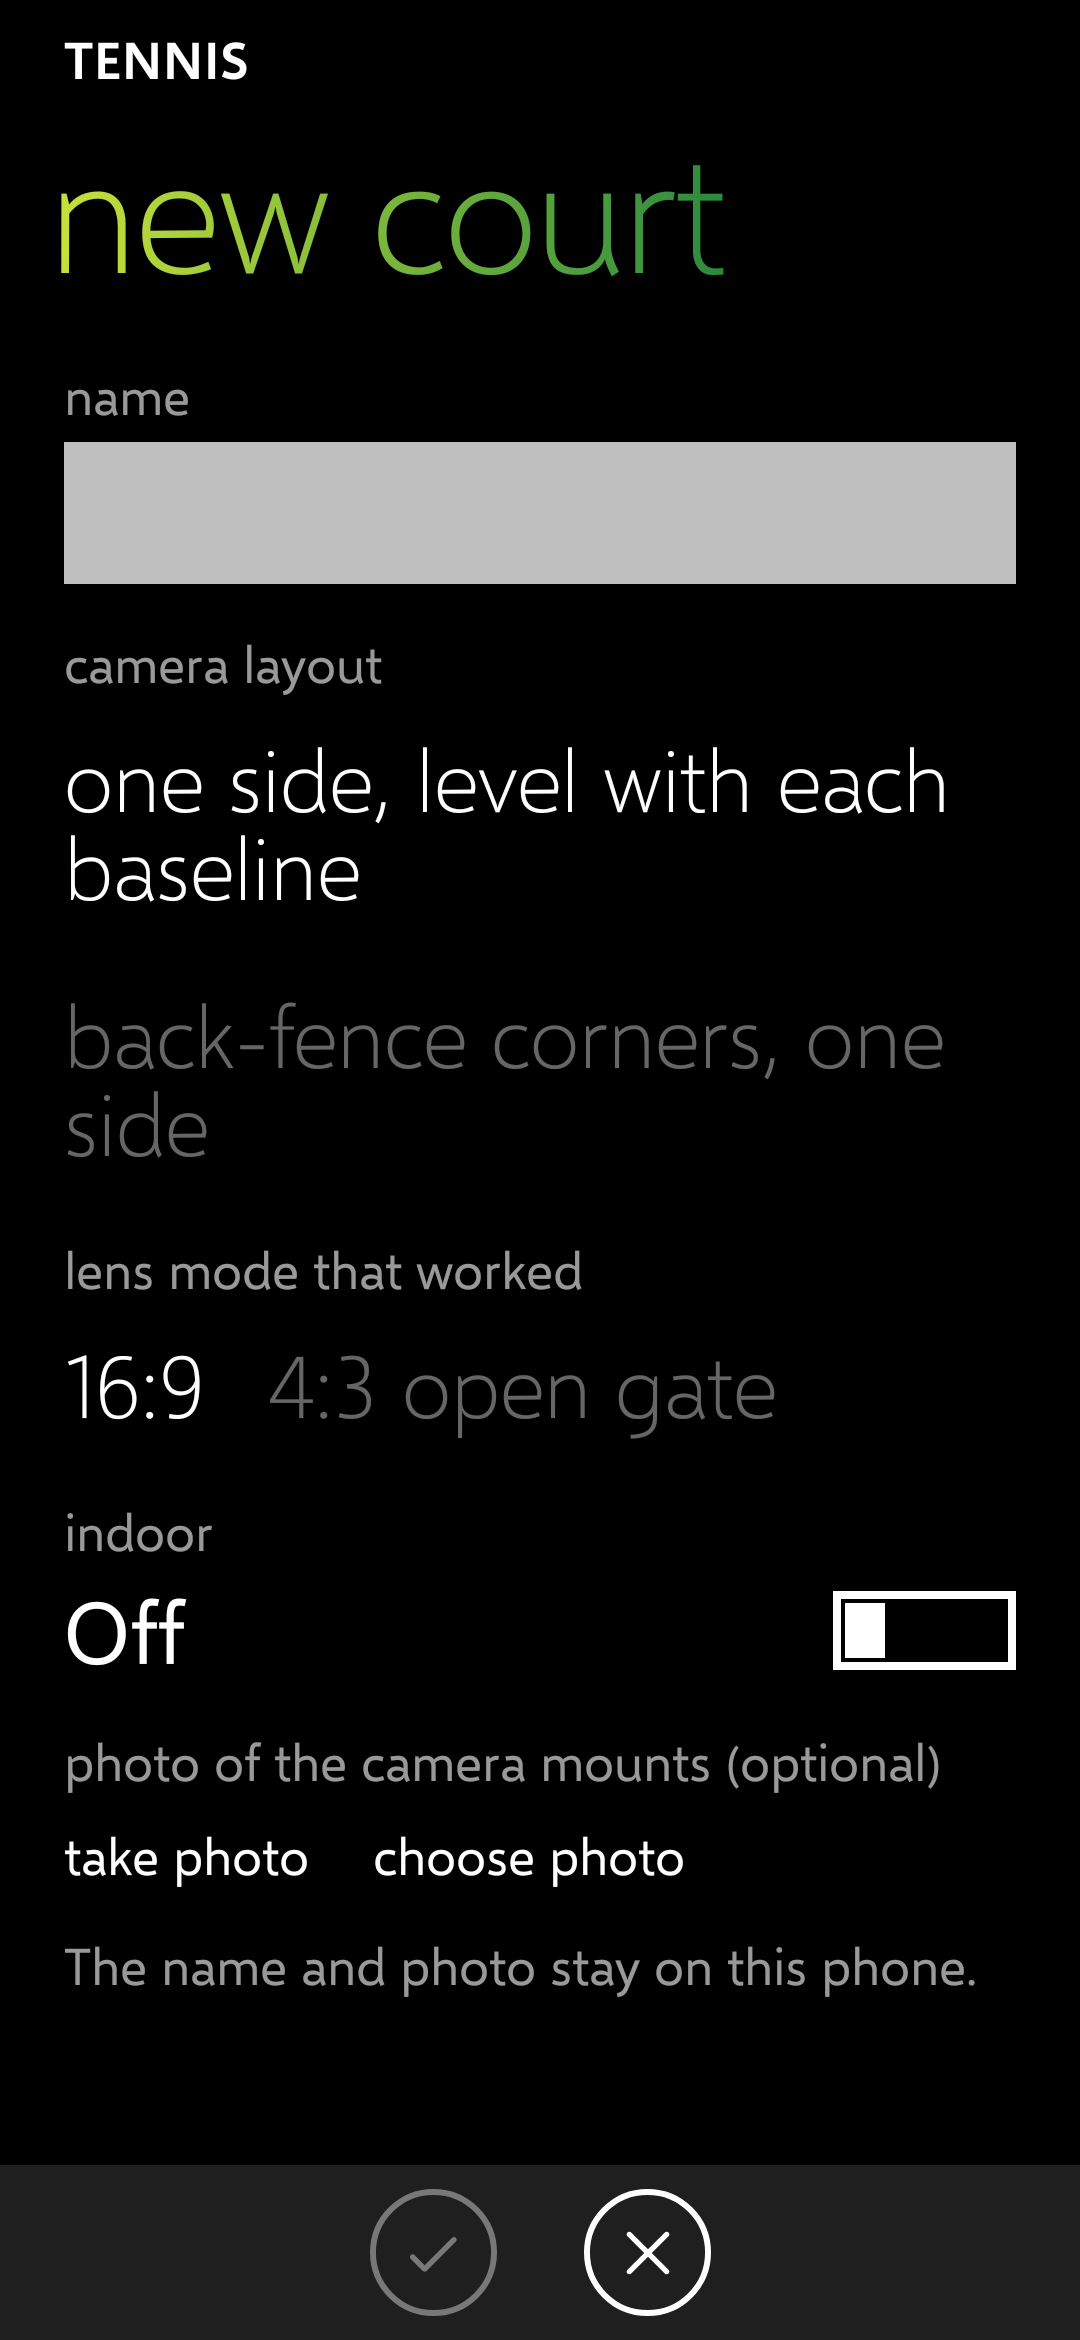 TENNIS
new court
name
camera layout
one side, level with each
baseline
back-fence corners, one
side
lens mode that worked
16:9 4:3 open gate
indoor
Off
photo of the camera mounts (optional)
take photo choose photo
The name and photo stay on this phone.